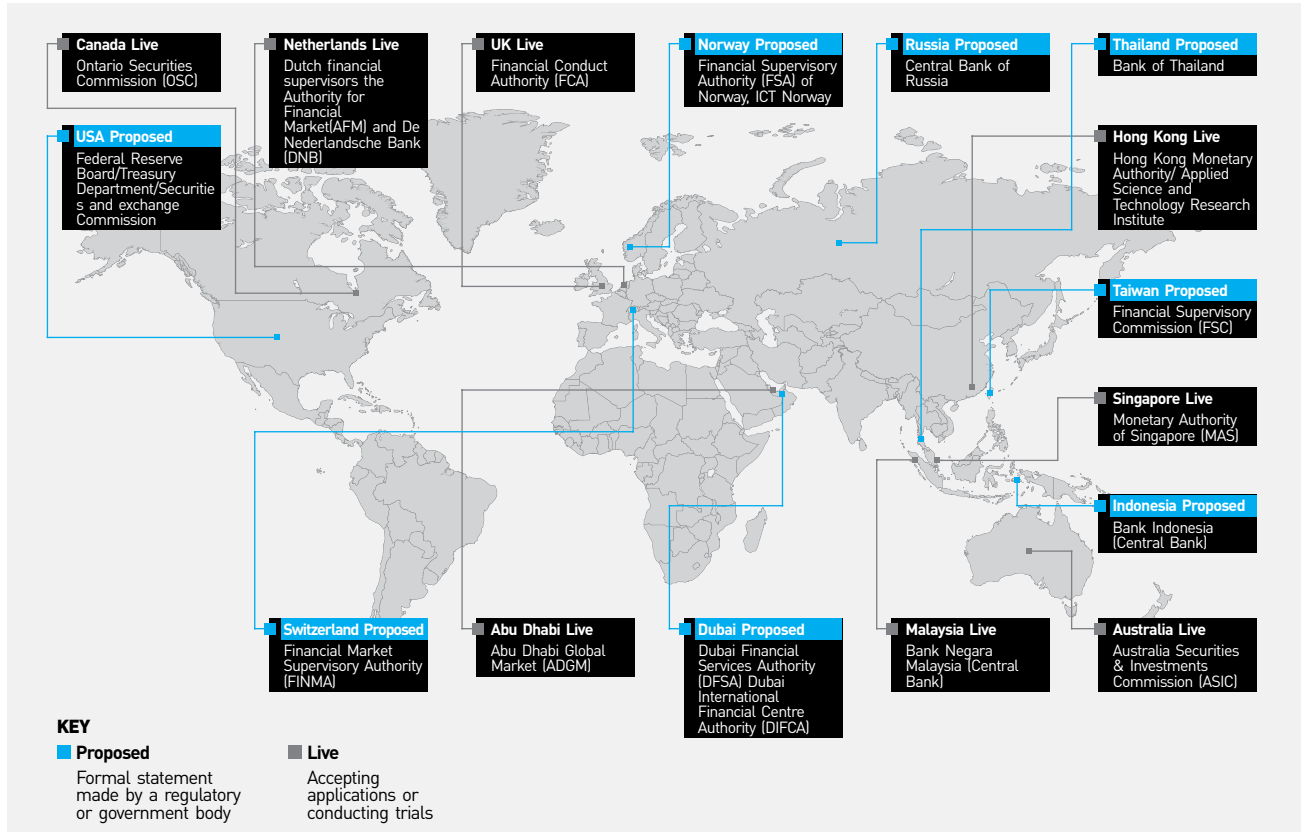 Canada Live
Ontario Securities
Commission (OSC)
Netherlands Live
Dutch financial
supervisors the
Authority for
Financial
Market(AFM) and De
Nederlandsche Bank
(DNB)
UK Live
Financial Conduct
Authority (FCA)
Norway Proposed
Financial Supervisory
Authority (FSA) of
Norway, ICT Norway
Russia Proposed
Central Bank of
Russia
Thailand Proposed
Bank of Thailand
USA Proposed
Federal Reserve
Board/Treasury
Department/Securitie
s and exchange
Commission
Hong Kong Live
Hong Kong Monetary
Authority/ Applied
Science and
Technology Research
Institute
Taiwan Proposed
Financial Supervisory
Commission (FSC)
Singapore Live
Monetary Authority
of Singapore (MAS)
Indonesia Proposed
Bank Indonesia
(Central Bank)
Switzerland Proposed
Financial Market
Supervisory Authority
(FINMA)
Abu Dhabi Live
Abu Dhabi Global
Market (ADGM)
Dubai Proposed
Dubai Financial
Services Authority
(DFSA) Dubai
International
Financial Centre
Authority (DIFCA)
Malaysia Live
Bank Negara
Malaysia (Central
Bank)
Australia Live
Australia Securities
& Investments
Commission (ASIC)
KEY
Proposed
Formal statement
made by a regulatory
or government body
Live
Accepting
applications or
conducting trials